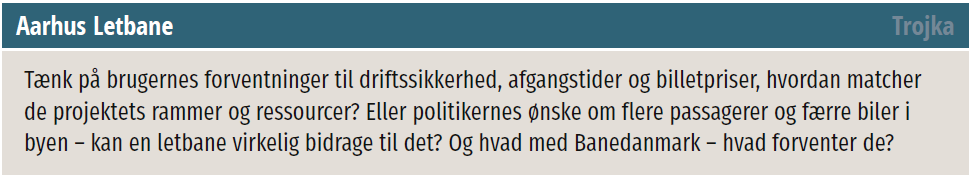 Aarhus Letbane Trojka
Tænk på brugernes forventninger til driftssikkerhed, afgangstider og billetpriser, hvordan matcher
de projektets rammer og ressourcer? Eller politikernes ønske om flere passagerer og færre biler i
byen – kan en letbane virkelig bidrage til det? Og hvad med Banedanmark – hvad forventer de?